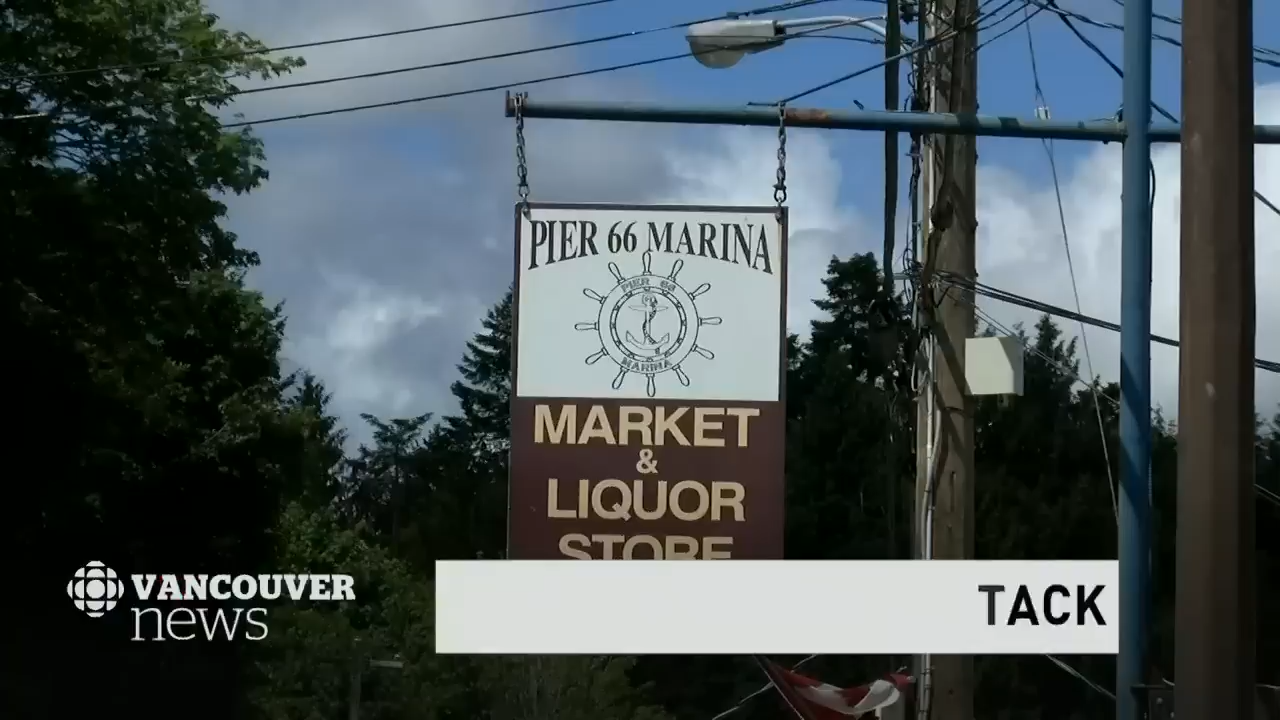 PIER 66 MARINA
PIER 66
MARINA
MARKET
&
LIQUOR
STORE
VANCOUVER
news
TACK